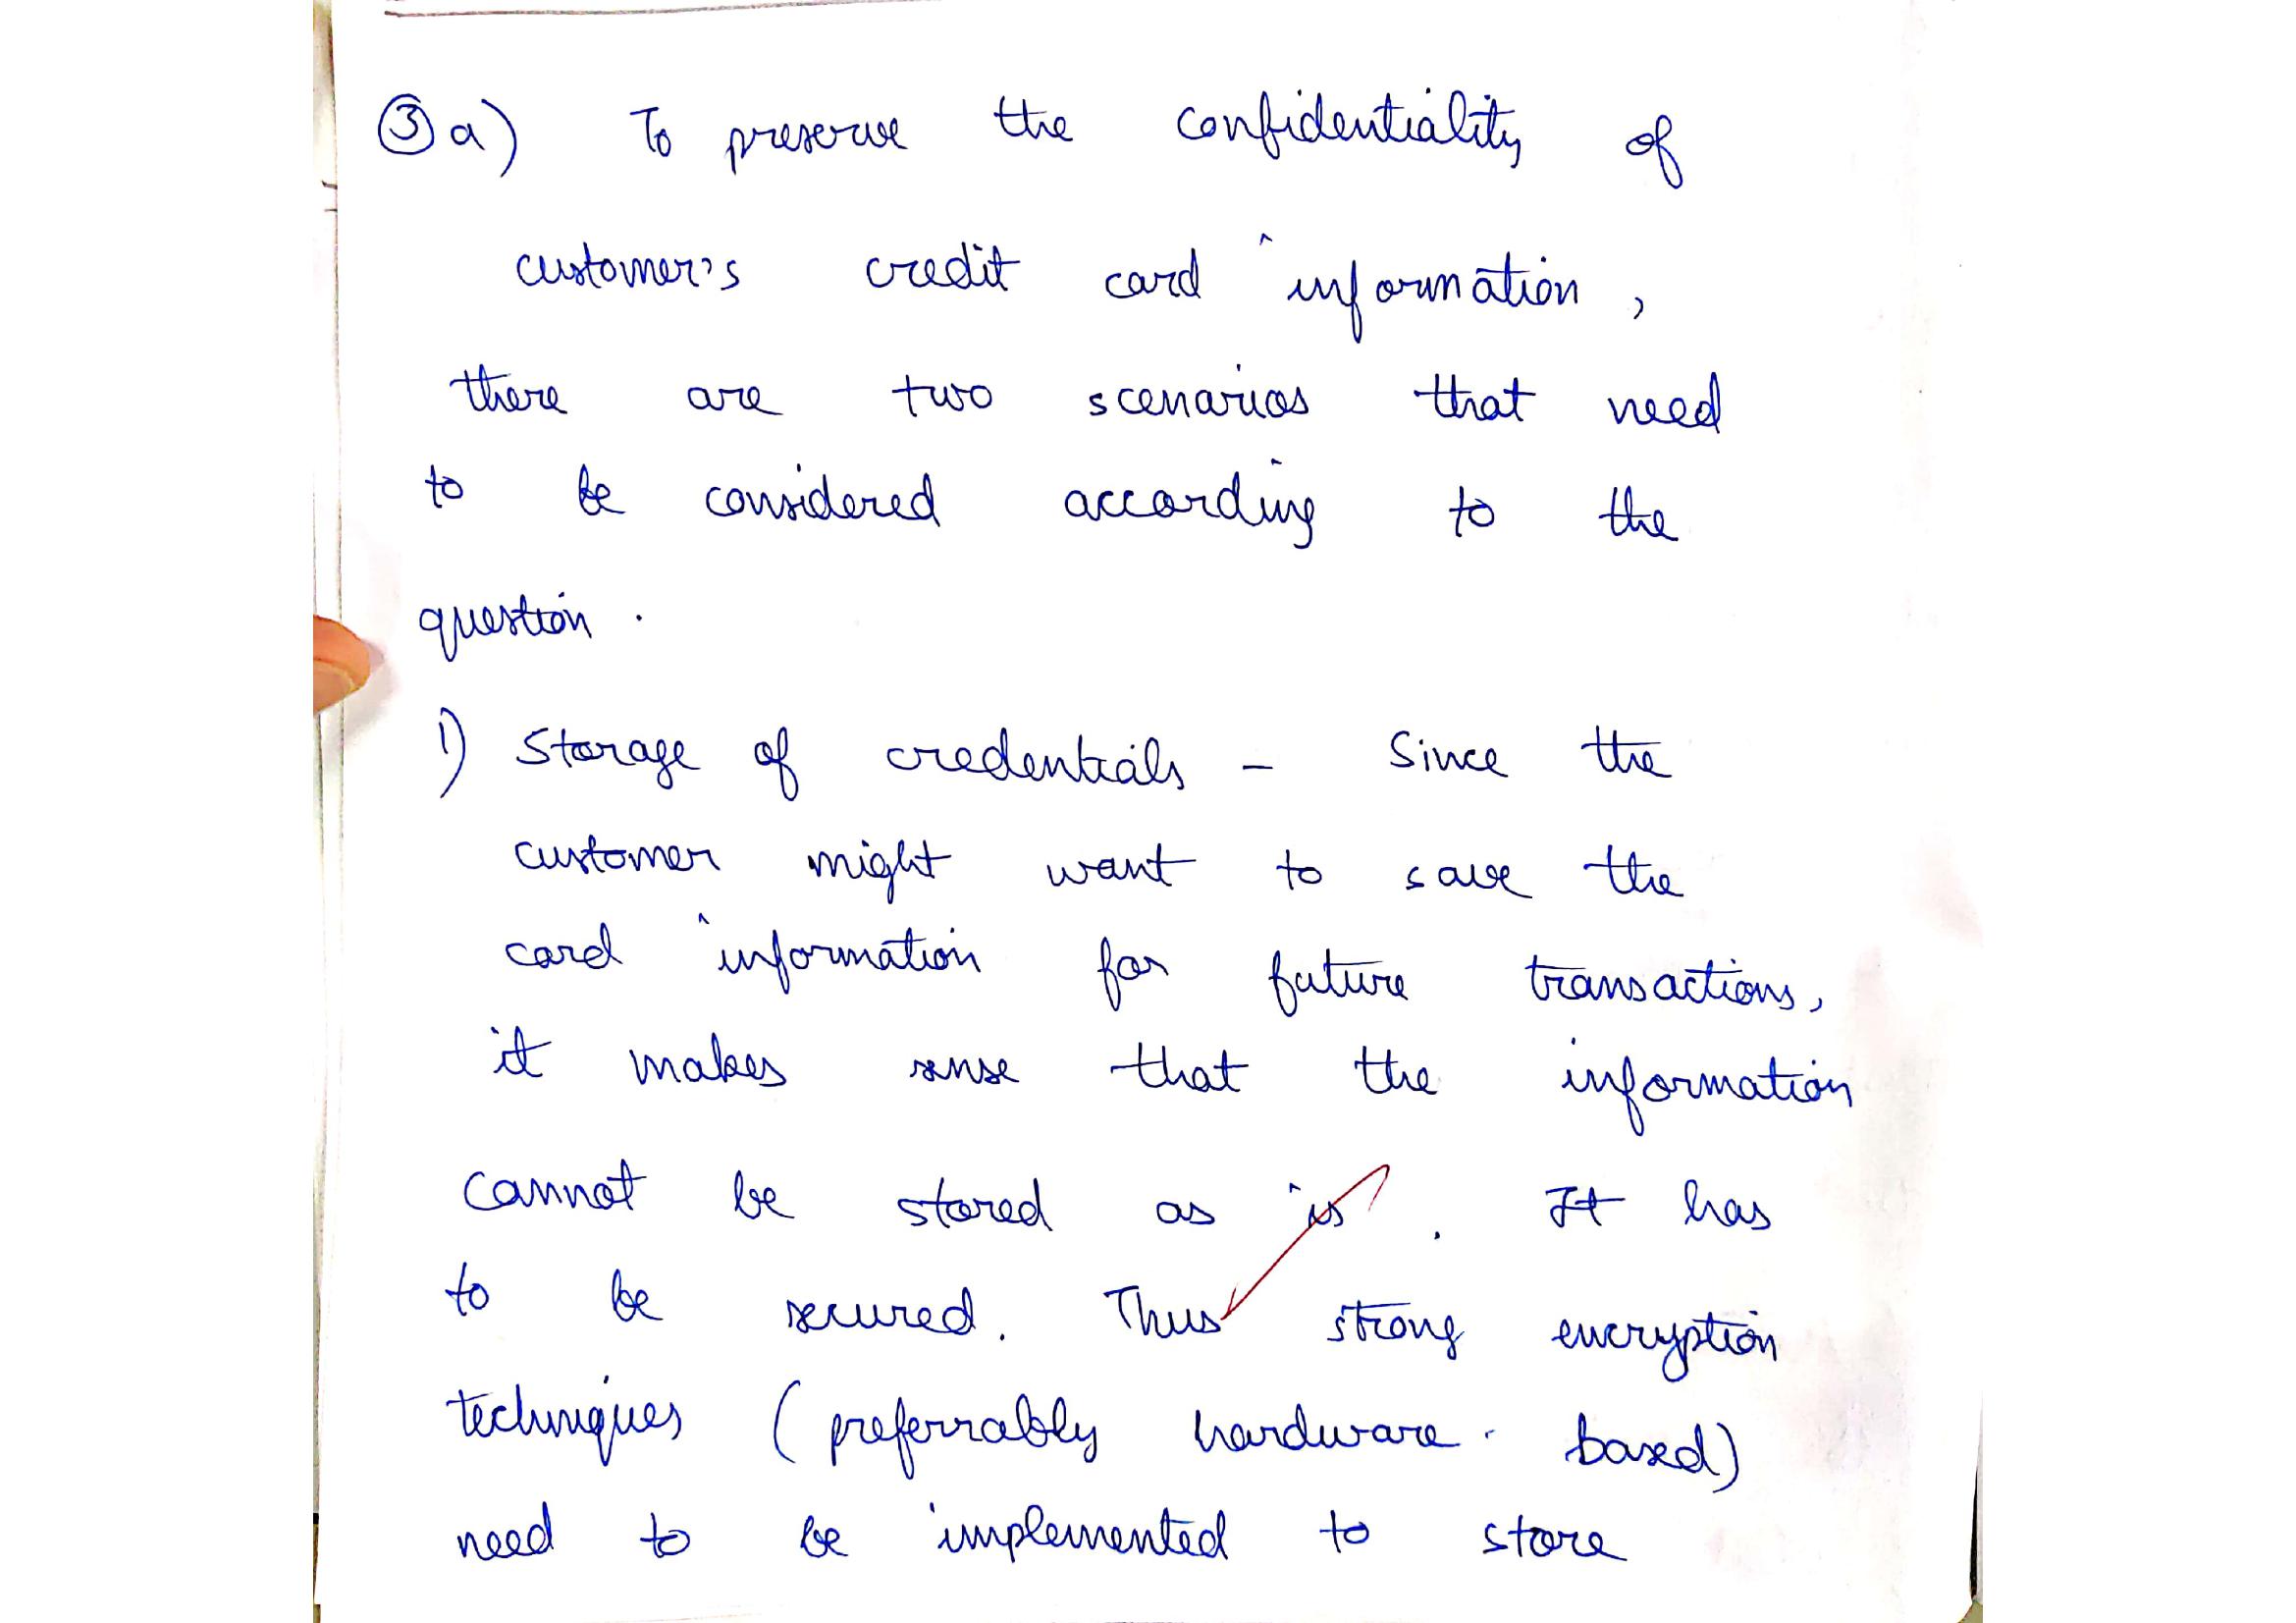 ③ a) To preserve the confidentiality of
customer's credit card information,
there are two scenarios that need
to be considered according to the
question.
1) Storage of credentials - Since the
customer might want to save the
card information for future transactions,
it makes sense that the information
cannot be stored as is. It has
to be secured. Thus strong encryption
techniques (preferrably hardware-based)
need to be implemented to store